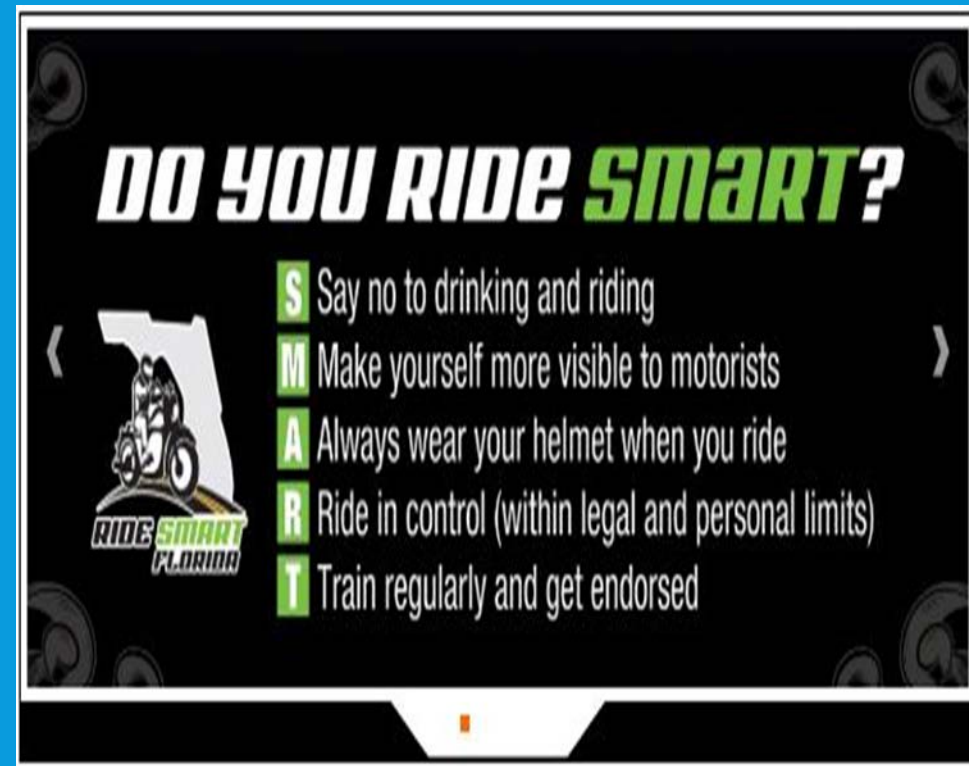 DO YOU RIDE SMART?
S Say no to drinking and riding
M Make yourself more visible to motorists
A Always wear your helmet when you ride
R Ride in control (within legal and personal limits)
T Train regularly and get endorsed
RIDE SMART
FLORIDA